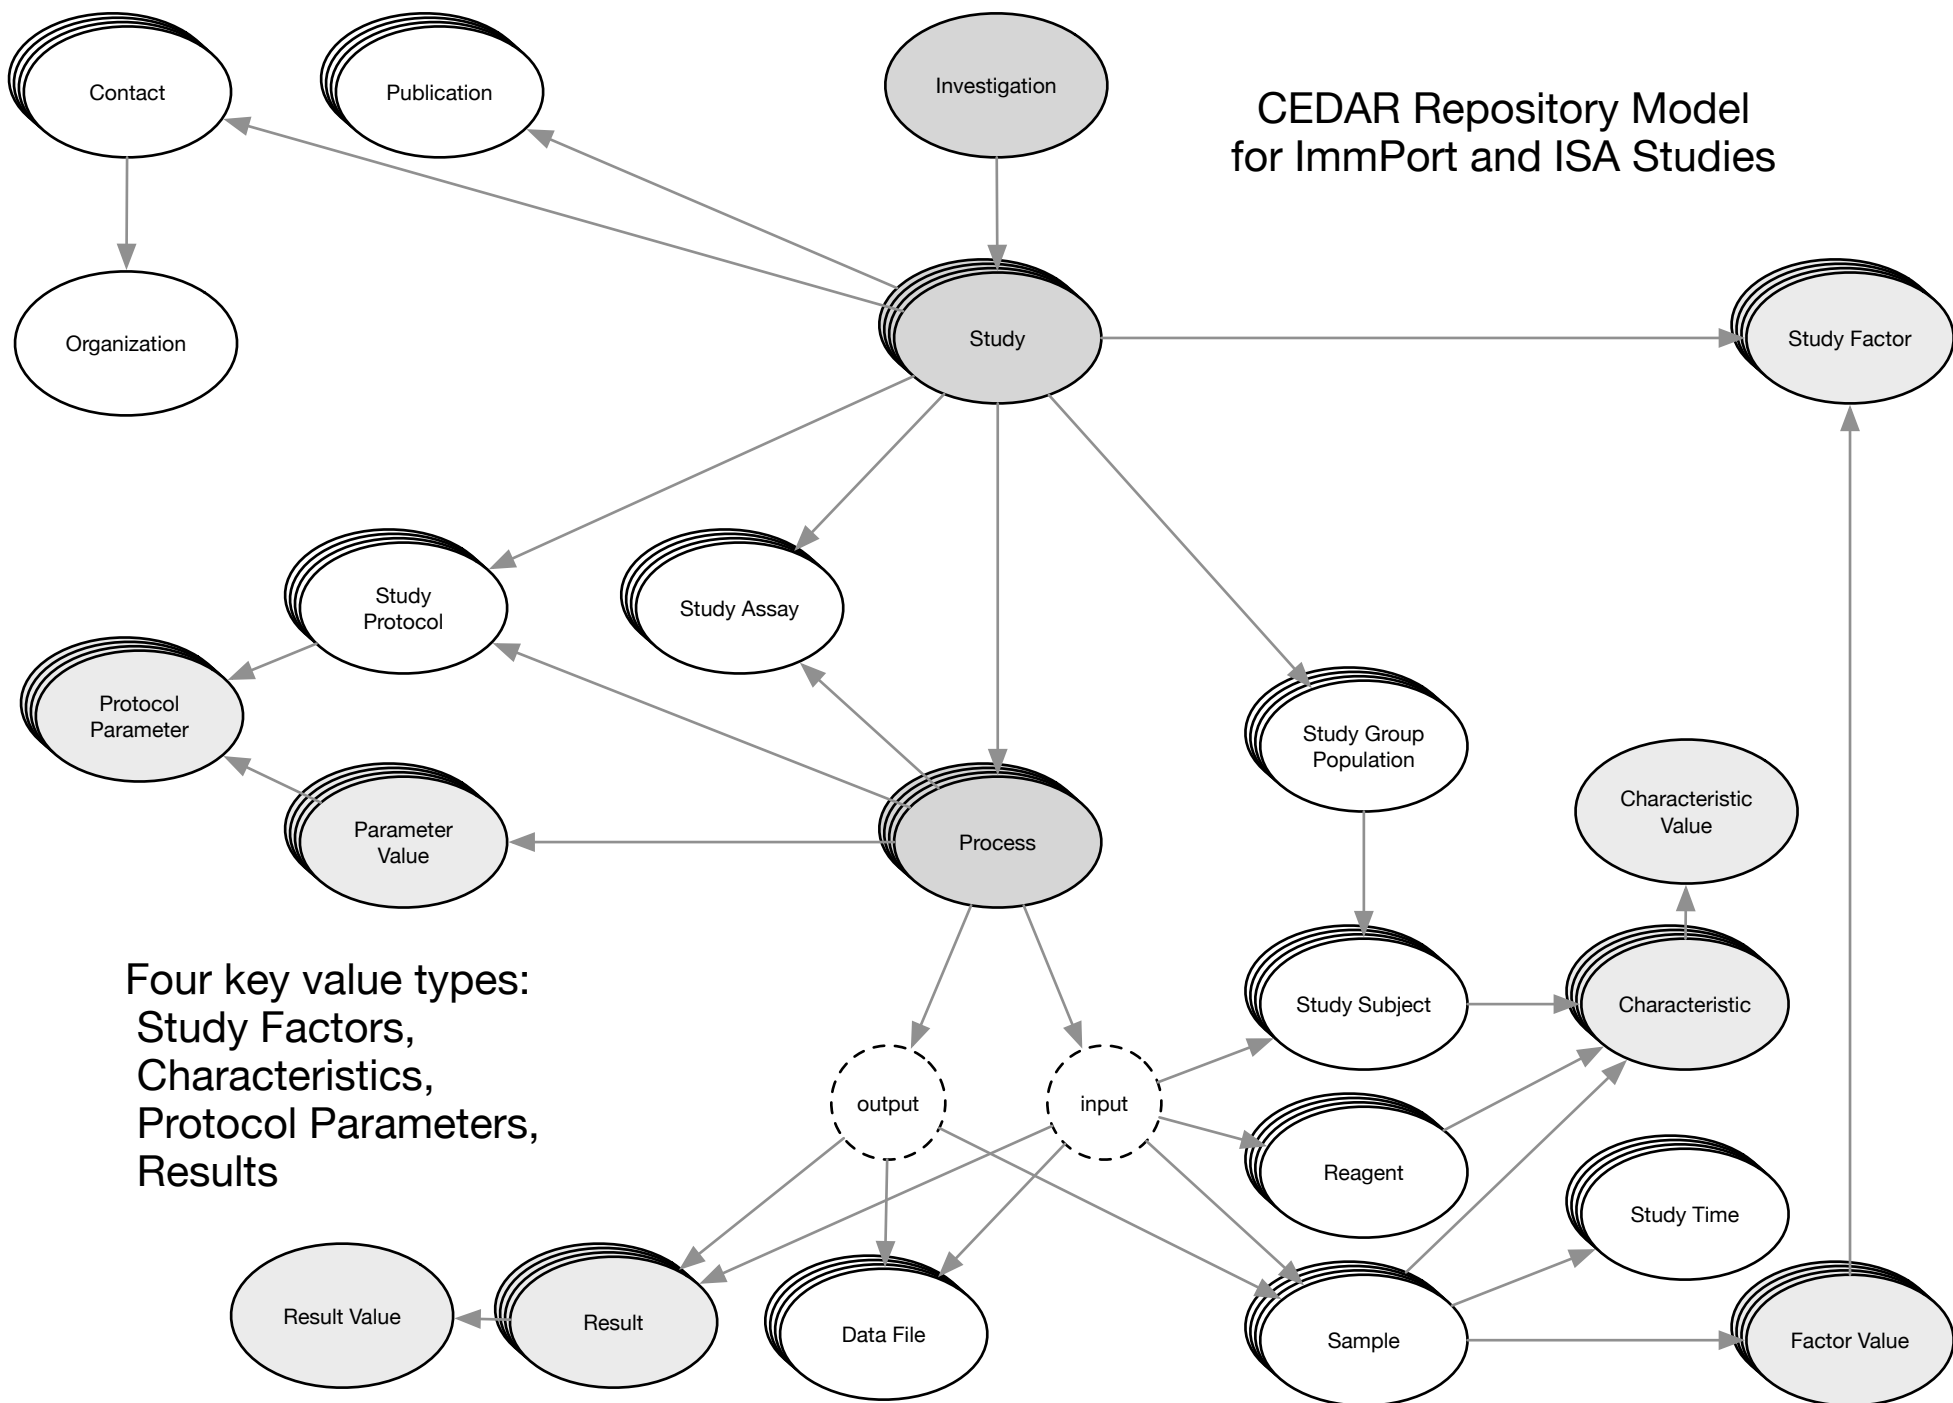 Contact
Publication
Investigation
CEDAR Repository Model
for ImmPort and ISA Studies
Organization
Study
Study Factor
Study
Protocol
Study Assay
Protocol
Parameter
Study Group
Population
Parameter
Value
Process
Characteristic
Value
Four key value types:
Study Factors,
Characteristics,
Protocol Parameters,
Results
Study Subject
Characteristic
output
input
Reagent
Study Time
Result Value
Result
Data File
Sample
Factor Value